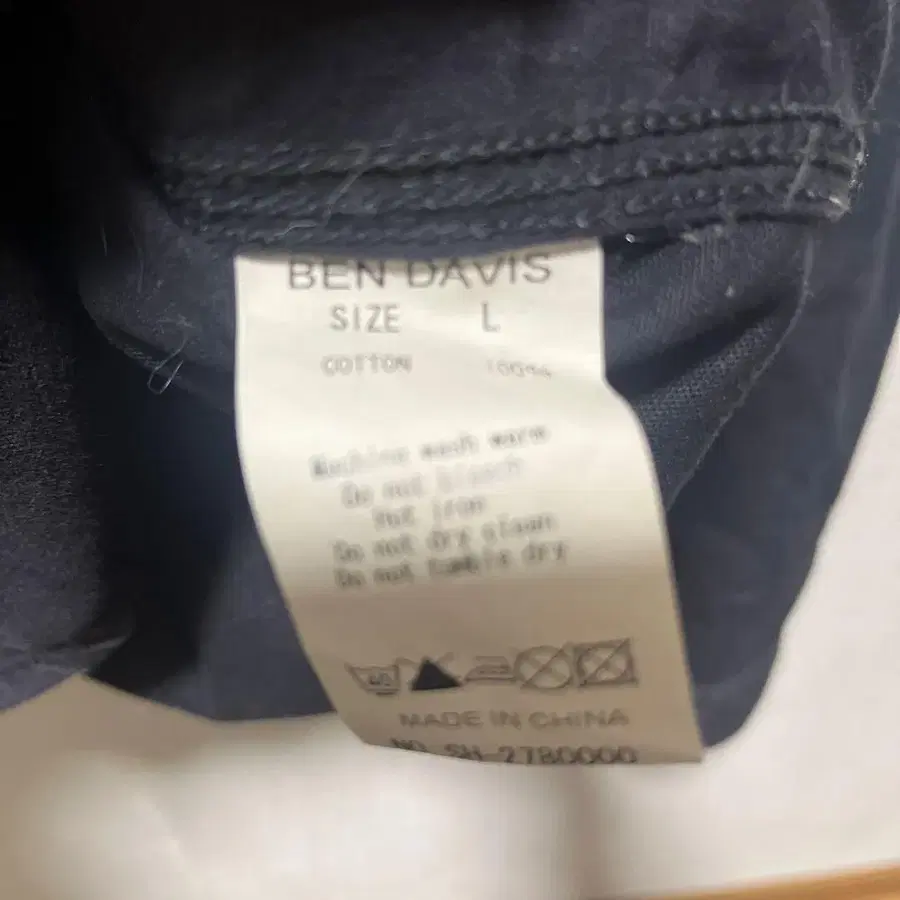 BEN DAVIS
SIZE L
COTTON 100%
Machine wash warm
Do not bleach
Hot iron
Do not dry clean
Do not tumble dry
40
MADE IN CHINA
NO.SH-2780000